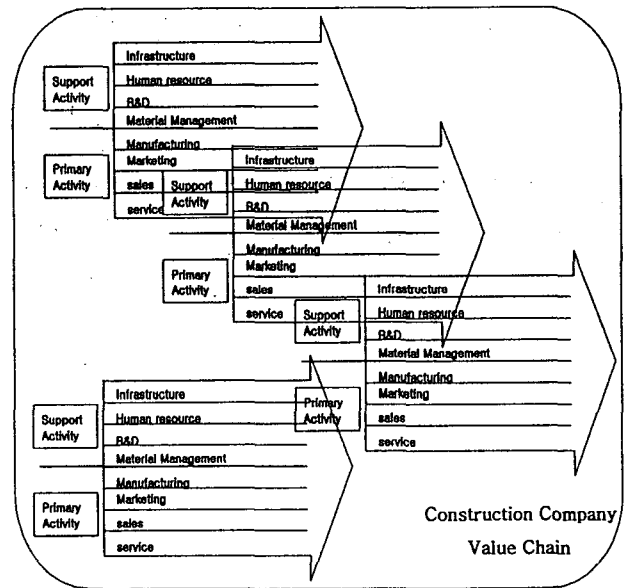 Infrastructure
Support
Activity
Human resource
R&D
Material Management
Manufacturing
Primary
Activity
Marketing
sales
service
Infrastructure
Support
Activity
Human resource
R&D
Material Management
Manufacturing
Primary
Activity
Marketing
sales
service
Infrastructure
Support
Activity
Human resource
R&D
Material Management
Manufacturing
Primary
Activity
Marketing
sales
service
Infrastructure
Support
Activity
Human resource
R&D
Material Management
Manufacturing
Primary
Activity
Marketing
sales
service
Construction Company
Value Chain